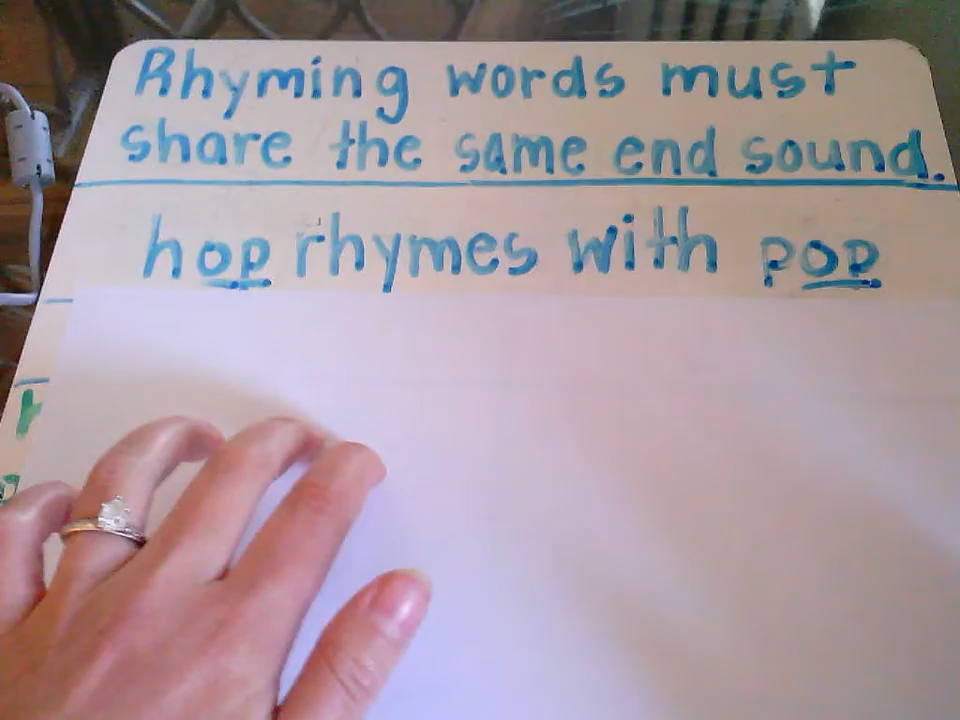 Rhyming words must
share the same end sound.
hop rhymes with pop